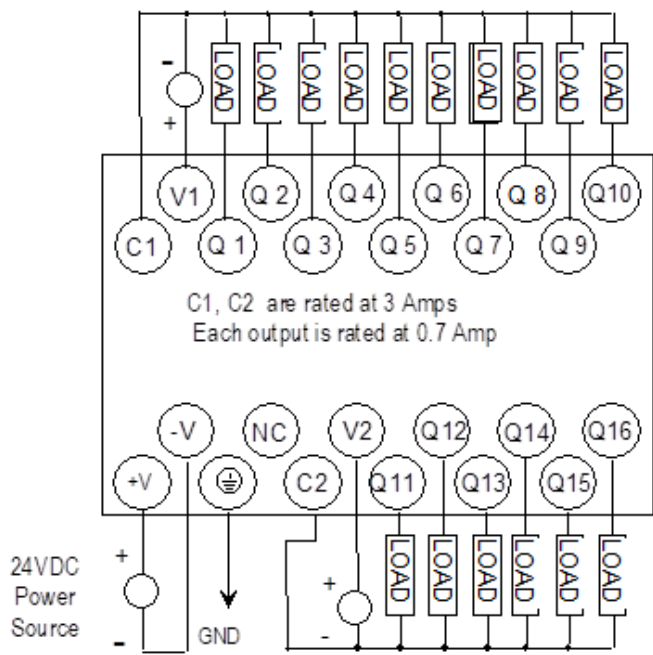 LOAD LOAD LOAD LOAD LOAD LOAD LOAD LOAD LOAD LOAD
-
+
V1 Q 2 Q 4 Q 6 Q 8 Q10
C1 Q 1 Q 3 Q 5 Q 7 Q 9
C1, C2 are rated at 3 Amps
Each output is rated at 0.7 Amp
-V NC V2 Q12 Q14 Q16
+V C2 Q11 Q13 Q15
LOAD LOAD LOAD LOAD LOAD LOAD
24VDC
Power
Source
+
-
GND
+
-